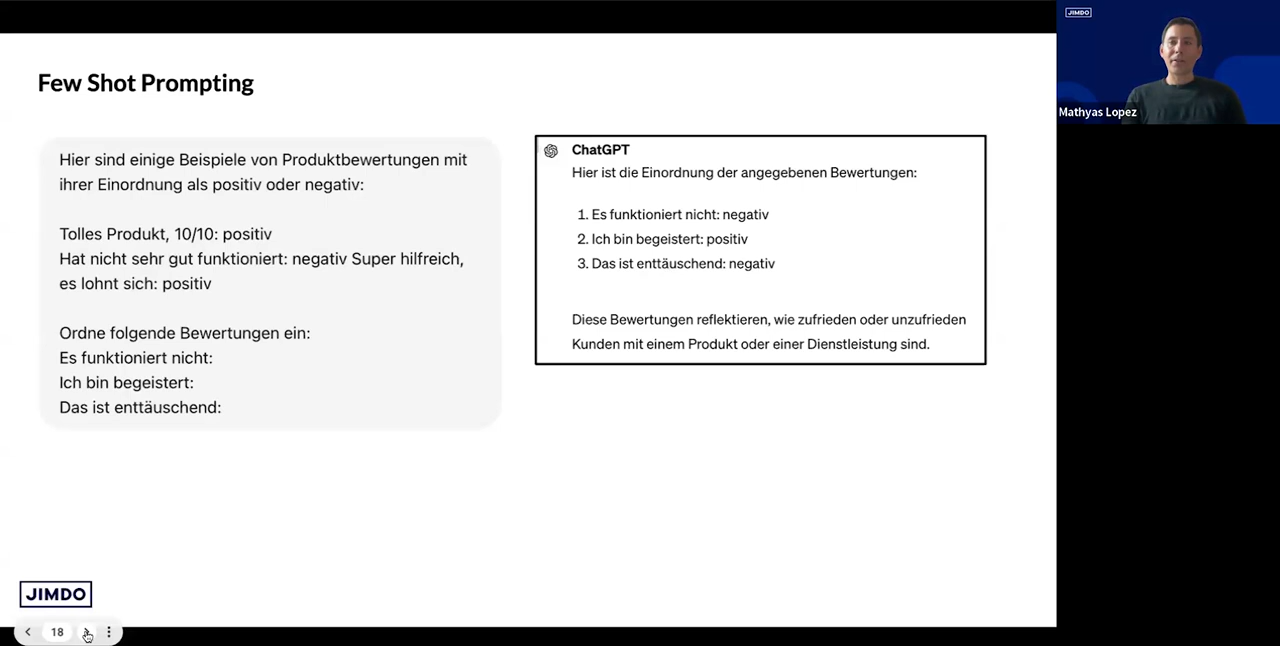 Few Shot Prompting
Hier sind einige Beispiele von Produktbewertungen mit
ihrer Einordnung als positiv oder negativ:
Tolles Produkt, 10/10: positiv
Hat nicht sehr gut funktioniert: negativ Super hilfreich,
es lohnt sich: positiv
Ordne folgende Bewertungen ein:
Es funktioniert nicht:
Ich bin begeistert:
Das ist enttäuschend:
ChatGPT
Hier ist die Einordnung der angegebenen Bewertungen:
1. Es funktioniert nicht: negativ
2. Ich bin begeistert: positiv
3. Das ist enttäuschend: negativ
Diese Bewertungen reflektieren, wie zufrieden oder unzufrieden
Kunden mit einem Produkt oder einer Dienstleistung sind.
JIMDO
18
JIMDO
Mathyas Lopez